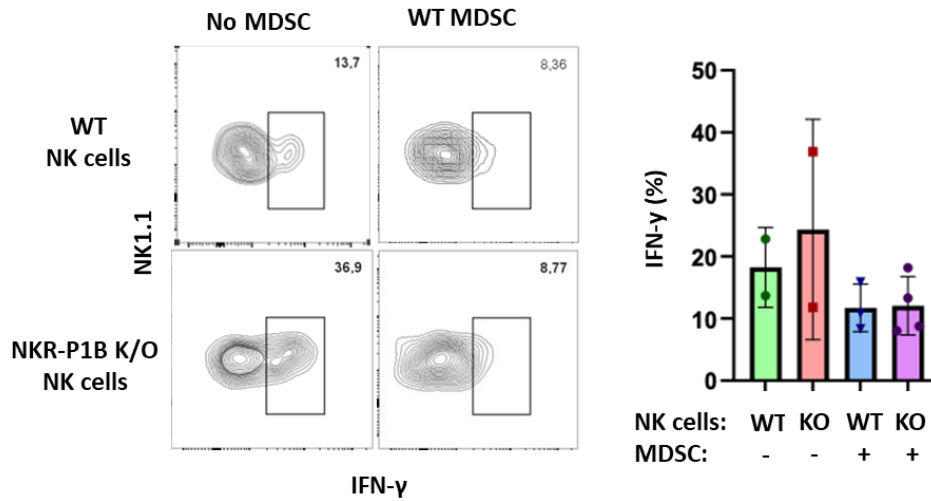 No MDSC
WT MDSC
WT
NK cells
13,7
8,36
NKR-P1B K/O
NK cells
36,9
8,77
NK1.1
IFN-γ
IFN-γ (%)
50
40
30
20
10
0
NK cells: WT KO WT KO
MDSC: - - + +